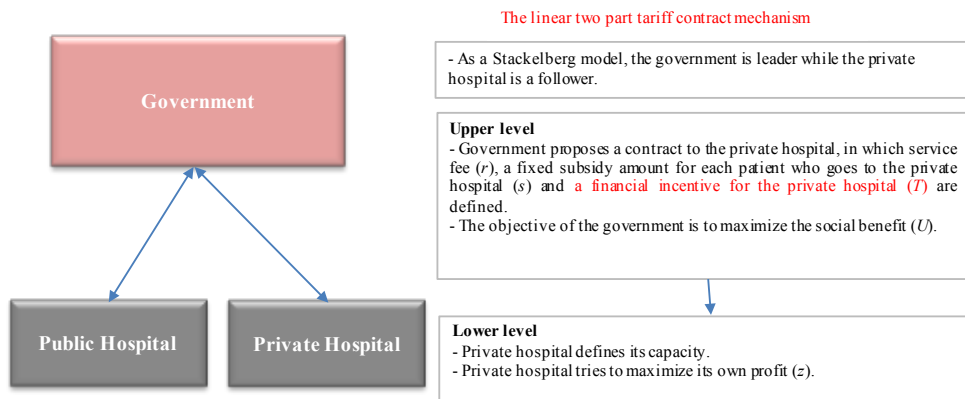 The linear two part tariff contract mechanism
Government
- As a Stackelberg model, the government is leader while the private
hospital is a follower.
Upper level
- Government proposes a contract to the private hospital, in which service
fee (r), a fixed subsidy amount for each patient who goes to the private
hospital (s) and a financial incentive for the private hospital (T) are
defined.
- The objective of the government is to maximize the social benefit (U).
Public Hospital
Private Hospital
Lower level
- Private hospital defines its capacity.
- Private hospital tries to maximize its own profit (z).